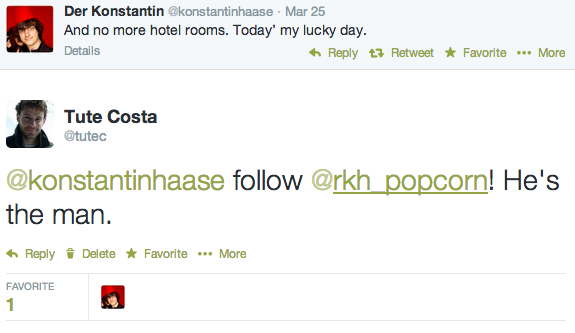 Der Konstantin @konstantinhaase · Mar 25
And no more hotel rooms. Today' my lucky day.
Details Reply Retweet Favorite ••• More
Tute Costa
@tutec
@konstantinhaase follow @rkh_popcorn! He's
the man.
Reply Delete Favorite ••• More
FAVORITE
1